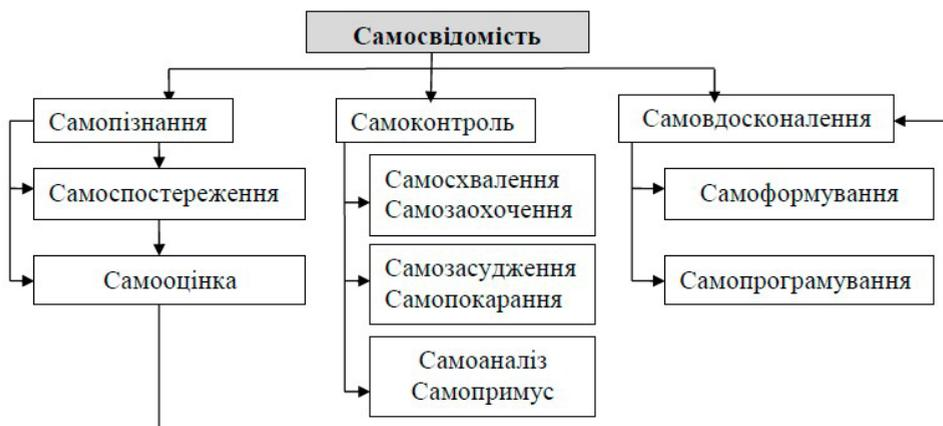 Самосвідомість
Самопізнання
Самоспостереження
Самооцінка
Самоконтроль
Самосхвалення
Самозаохочення
Самозасудження
Самопокарання
Самоаналіз
Самопримус
Самовдосконалення
Самоформування
Самопрограмування